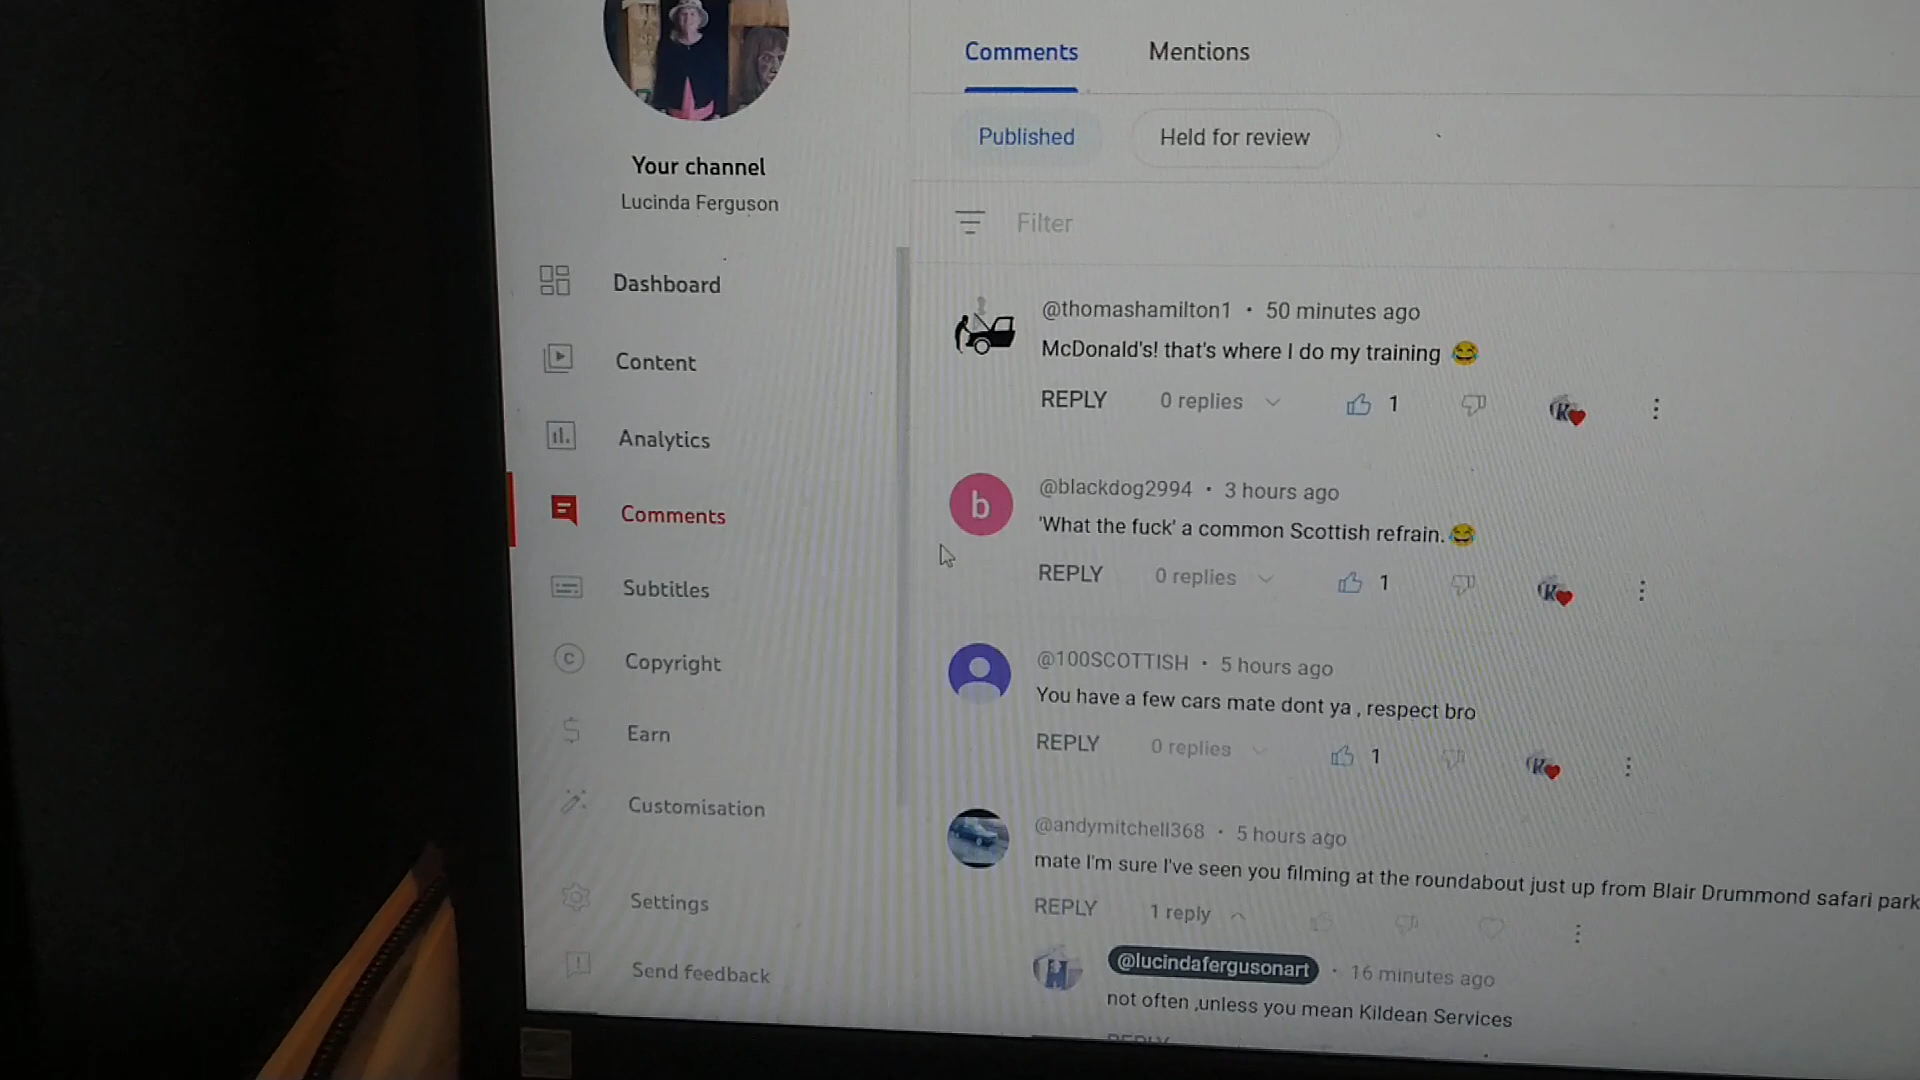 Comments Mentions
Published Held for review
Your channel
Lucinda Ferguson
Filter
Dashboard
Content
Analytics
Comments
Subtitles
Copyright
Earn
Customisation
Settings
Send feedback
@thomashamilton1 • 50 minutes ago
McDonald's! that's where I do my training 😂
REPLY 0 replies 1
b
@blackdog2994 • 3 hours ago
'What the fuck' a common Scottish refrain.😂
REPLY 0 replies 1
@100SCOTTISH • 5 hours ago
You have a few cars mate dont ya , respect bro
REPLY 0 replies 1
@andymitchell368 • 5 hours ago
mate I'm sure I've seen you filming at the roundabout just up from Blair Drummond safari park
REPLY 1 reply
@lucindafergusonart • 16 minutes ago
not often ,unless you mean Kildean Services
REPLY